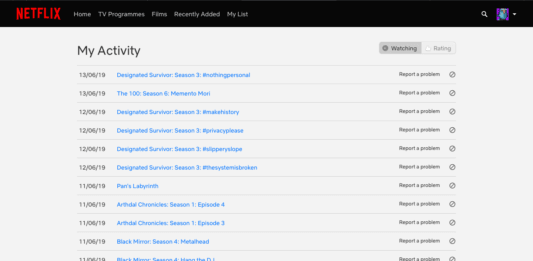 NETFLIX Home TV Programmes Films Recently Added My List
My Activity Watching Rating
13/06/19 Designated Survivor: Season 3: #nothingpersonal Report a problem
13/06/19 The 100: Season 6: Memento Mori Report a problem
12/06/19 Designated Survivor: Season 3: #makehistory Report a problem
12/06/19 Designated Survivor: Season 3: #privacyplease Report a problem
12/06/19 Designated Survivor: Season 3: #slipperyslope Report a problem
12/06/19 Designated Survivor: Season 3: #thesystemisbroken Report a problem
11/06/19 Pan's Labyrinth Report a problem
11/06/19 Arthdal Chronicles: Season 1: Episode 4 Report a problem
11/06/19 Arthdal Chronicles: Season 1: Episode 3 Report a problem
11/06/19 Black Mirror: Season 4: Metalhead Report a problem
11/06/19 Black Mirror: Season 4: Hang the DJ Report a problem